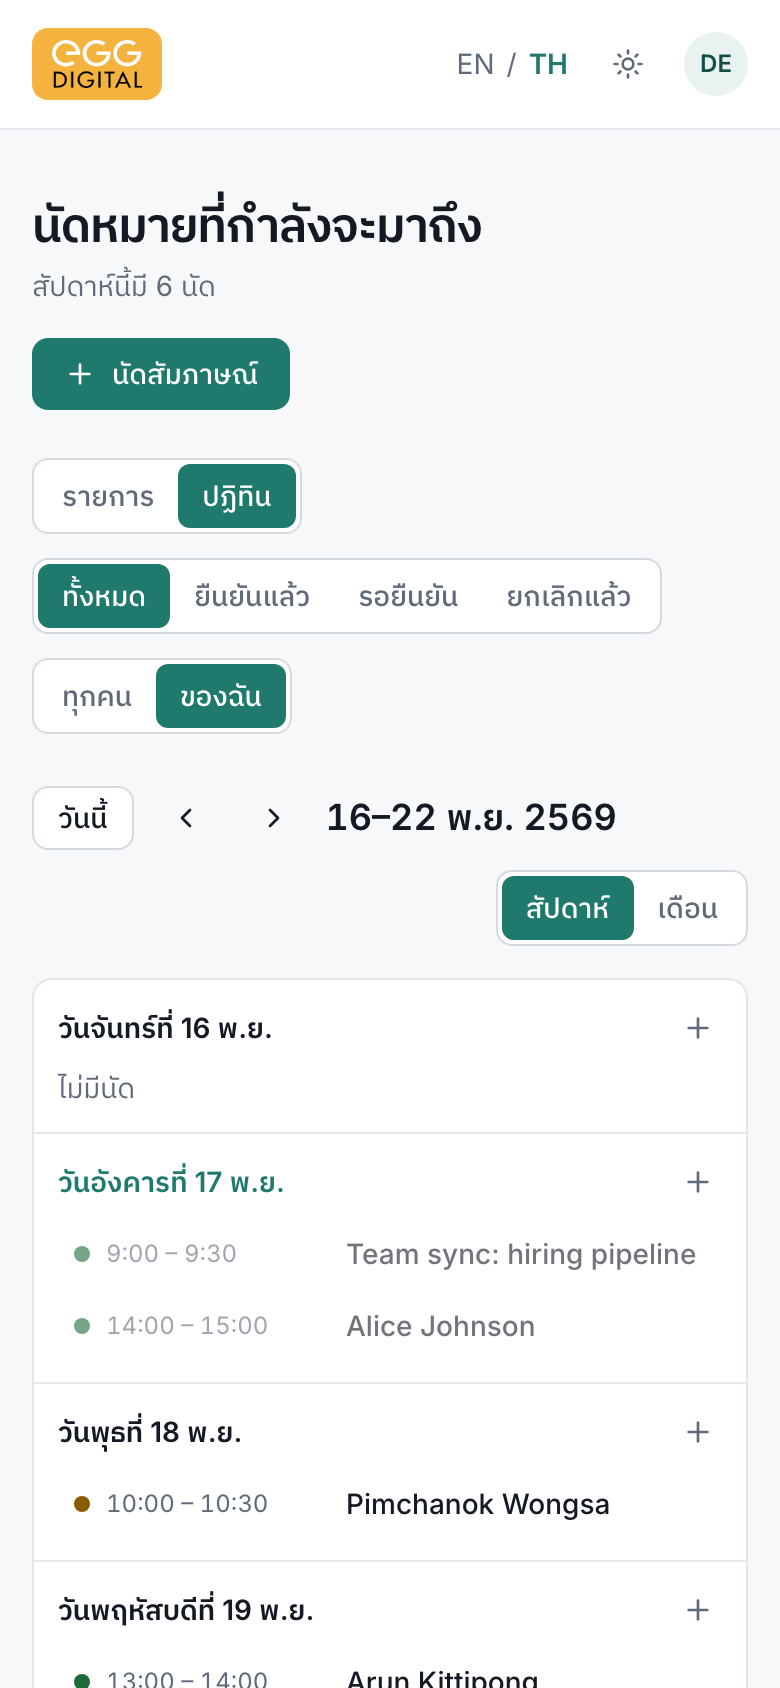 egg
DIGITAL
EN / TH
DE
นัดหมายที่กำลังจะมาถึง
สัปดาห์นี้มี 6 นัด
+ นัดสัมภาษณ์
รายการ ปฏิทิน
ทั้งหมด ยืนยันแล้ว รอยืนยัน ยกเลิกแล้ว
ทุกคน ของฉัน
วันนี้ < > 16–22 พ.ย. 2569
สัปดาห์ เดือน
วันจันทร์ที่ 16 พ.ย. +
ไม่มีนัด
วันอังคารที่ 17 พ.ย. +
9:00 – 9:30 Team sync: hiring pipeline
14:00 – 15:00 Alice Johnson
วันพุธที่ 18 พ.ย. +
10:00 – 10:30 Pimchanok Wongsa
วันพฤหัสบดีที่ 19 พ.ย. +
13:00 – 14:00 Arun Kittipong